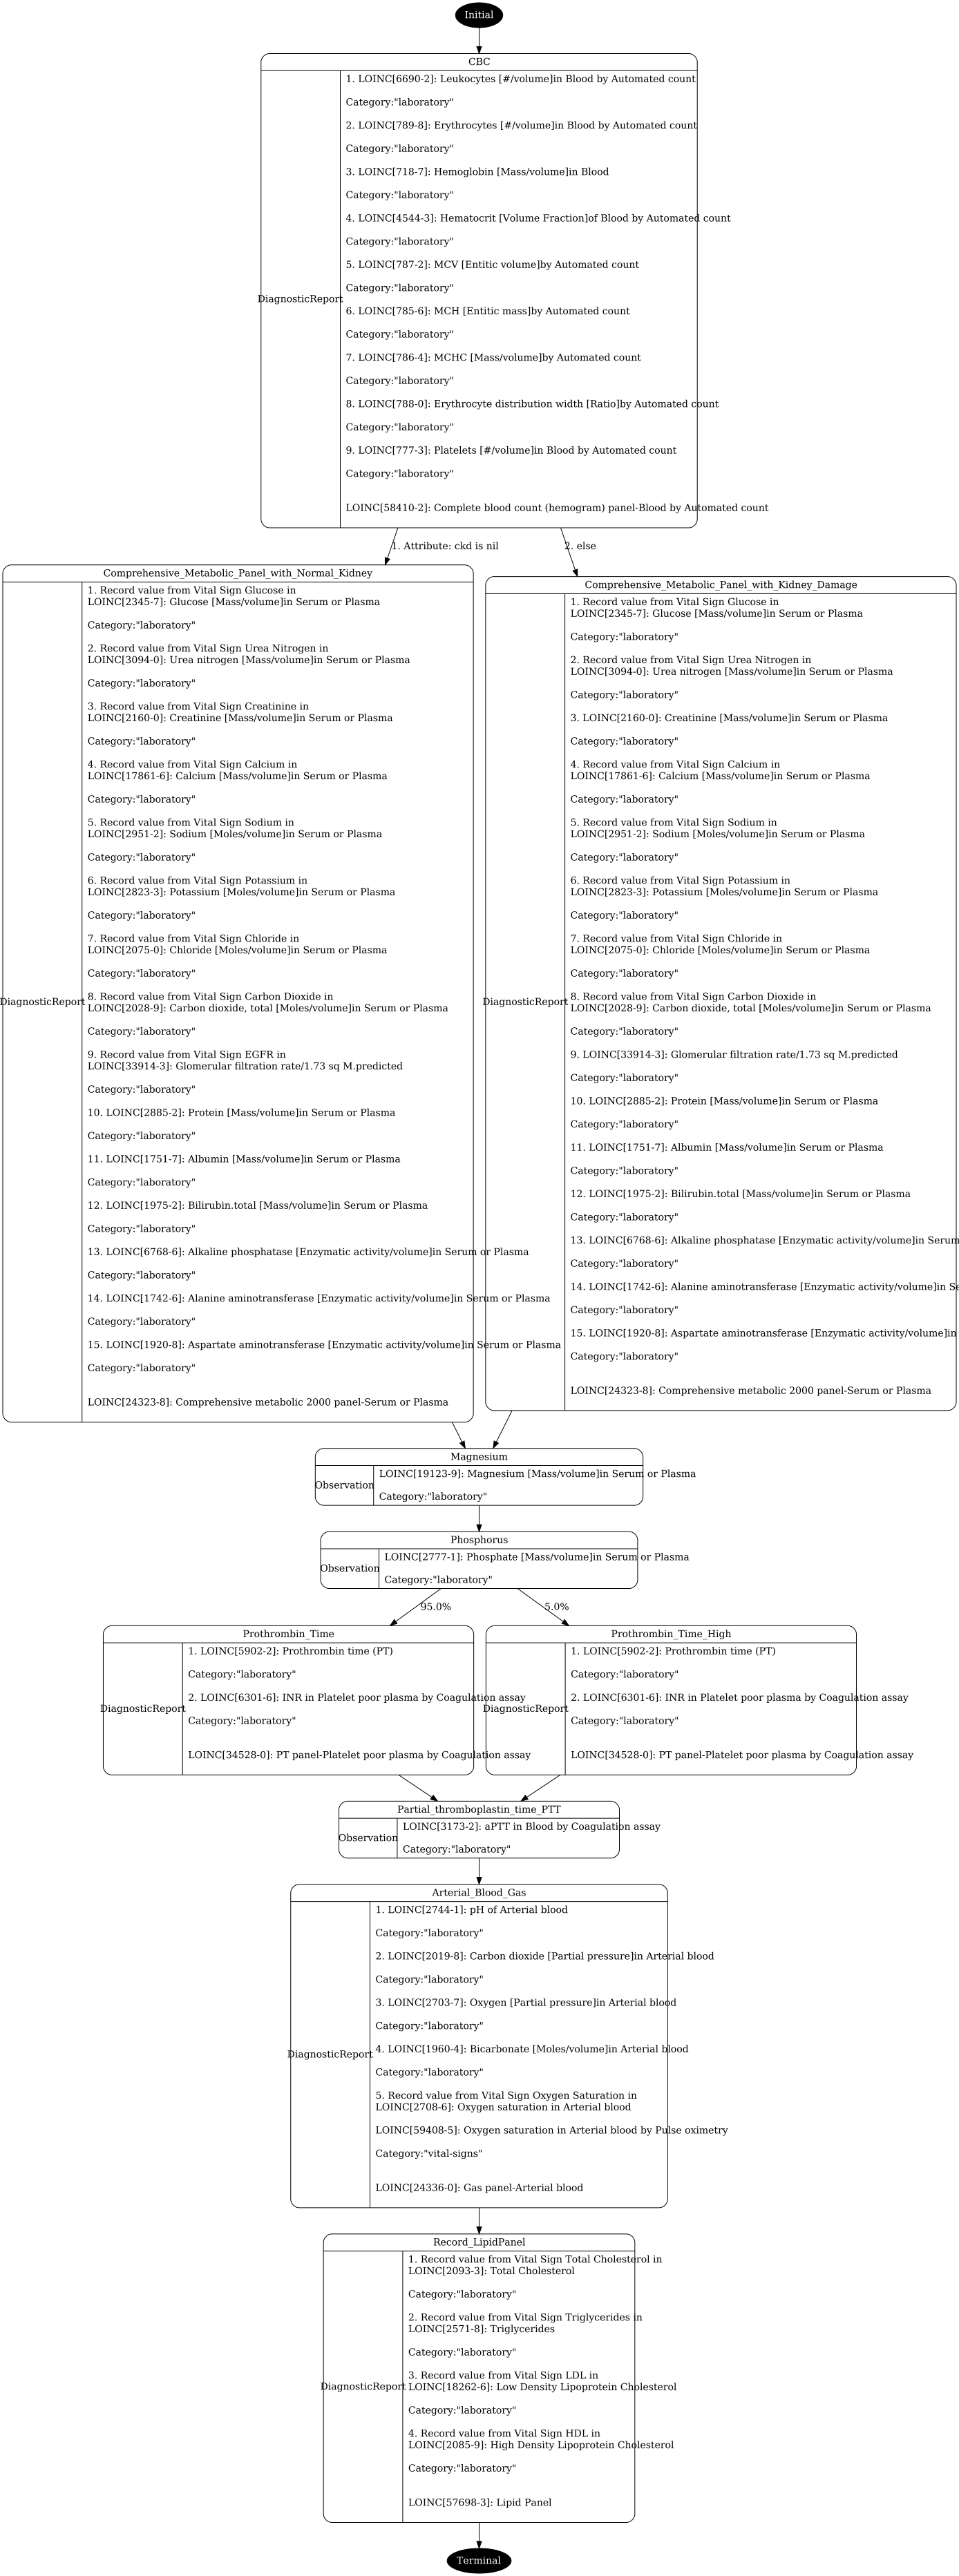 Initial
CBC
DiagnosticReport
1. LOINC[6690-2]: Leukocytes [#/volume]in Blood by Automated count
Category:"laboratory"
2. LOINC[789-8]: Erythrocytes [#/volume]in Blood by Automated count
Category:"laboratory"
3. LOINC[718-7]: Hemoglobin [Mass/volume]in Blood
Category:"laboratory"
4. LOINC[4544-3]: Hematocrit [Volume Fraction]of Blood by Automated count
Category:"laboratory"
5. LOINC[787-2]: MCV [Entitic volume]by Automated count
Category:"laboratory"
6. LOINC[785-6]: MCH [Entitic mass]by Automated count
Category:"laboratory"
7. LOINC[786-4]: MCHC [Mass/volume]by Automated count
Category:"laboratory"
8. LOINC[788-0]: Erythrocyte distribution width [Ratio]by Automated count
Category:"laboratory"
9. LOINC[777-3]: Platelets [#/volume]in Blood by Automated count
Category:"laboratory"
LOINC[58410-2]: Complete blood count (hemogram) panel-Blood by Automated count
1. Attribute: ckd is nil
2. else
Comprehensive_Metabolic_Panel_with_Normal_Kidney
DiagnosticReport
1. Record value from Vital Sign Glucose in
LOINC[2345-7]: Glucose [Mass/volume]in Serum or Plasma
Category:"laboratory"
2. Record value from Vital Sign Urea Nitrogen in
LOINC[3094-0]: Urea nitrogen [Mass/volume]in Serum or Plasma
Category:"laboratory"
3. Record value from Vital Sign Creatinine in
LOINC[2160-0]: Creatinine [Mass/volume]in Serum or Plasma
Category:"laboratory"
4. Record value from Vital Sign Calcium in
LOINC[17861-6]: Calcium [Mass/volume]in Serum or Plasma
Category:"laboratory"
5. Record value from Vital Sign Sodium in
LOINC[2951-2]: Sodium [Moles/volume]in Serum or Plasma
Category:"laboratory"
6. Record value from Vital Sign Potassium in
LOINC[2823-3]: Potassium [Moles/volume]in Serum or Plasma
Category:"laboratory"
7. Record value from Vital Sign Chloride in
LOINC[2075-0]: Chloride [Moles/volume]in Serum or Plasma
Category:"laboratory"
8. Record value from Vital Sign Carbon Dioxide in
LOINC[2028-9]: Carbon dioxide, total [Moles/volume]in Serum or Plasma
Category:"laboratory"
9. Record value from Vital Sign EGFR in
LOINC[33914-3]: Glomerular filtration rate/1.73 sq M.predicted
Category:"laboratory"
10. LOINC[2885-2]: Protein [Mass/volume]in Serum or Plasma
Category:"laboratory"
11. LOINC[1751-7]: Albumin [Mass/volume]in Serum or Plasma
Category:"laboratory"
12. LOINC[1975-2]: Bilirubin.total [Mass/volume]in Serum or Plasma
Category:"laboratory"
13. LOINC[6768-6]: Alkaline phosphatase [Enzymatic activity/volume]in Serum or Plasma
Category:"laboratory"
14. LOINC[1742-6]: Alanine aminotransferase [Enzymatic activity/volume]in Serum or Plasma
Category:"laboratory"
15. LOINC[1920-8]: Aspartate aminotransferase [Enzymatic activity/volume]in Serum or Plasma
Category:"laboratory"
LOINC[24323-8]: Comprehensive metabolic 2000 panel-Serum or Plasma
Comprehensive_Metabolic_Panel_with_Kidney_Damage
DiagnosticReport
1. Record value from Vital Sign Glucose in
LOINC[2345-7]: Glucose [Mass/volume]in Serum or Plasma
Category:"laboratory"
2. Record value from Vital Sign Urea Nitrogen in
LOINC[3094-0]: Urea nitrogen [Mass/volume]in Serum or Plasma
Category:"laboratory"
3. LOINC[2160-0]: Creatinine [Mass/volume]in Serum or Plasma
Category:"laboratory"
4. Record value from Vital Sign Calcium in
LOINC[17861-6]: Calcium [Mass/volume]in Serum or Plasma
Category:"laboratory"
5. Record value from Vital Sign Sodium in
LOINC[2951-2]: Sodium [Moles/volume]in Serum or Plasma
Category:"laboratory"
6. Record value from Vital Sign Potassium in
LOINC[2823-3]: Potassium [Moles/volume]in Serum or Plasma
Category:"laboratory"
7. Record value from Vital Sign Chloride in
LOINC[2075-0]: Chloride [Moles/volume]in Serum or Plasma
Category:"laboratory"
8. Record value from Vital Sign Carbon Dioxide in
LOINC[2028-9]: Carbon dioxide, total [Moles/volume]in Serum or Plasma
Category:"laboratory"
9. LOINC[33914-3]: Glomerular filtration rate/1.73 sq M.predicted
Category:"laboratory"
10. LOINC[2885-2]: Protein [Mass/volume]in Serum or Plasma
Category:"laboratory"
11. LOINC[1751-7]: Albumin [Mass/volume]in Serum or Plasma
Category:"laboratory"
12. LOINC[1975-2]: Bilirubin.total [Mass/volume]in Serum or Plasma
Category:"laboratory"
13. LOINC[6768-6]: Alkaline phosphatase [Enzymatic activity/volume]in Serum
Category:"laboratory"
14. LOINC[1742-6]: Alanine aminotransferase [Enzymatic activity/volume]in Se
Category:"laboratory"
15. LOINC[1920-8]: Aspartate aminotransferase [Enzymatic activity/volume]in
Category:"laboratory"
LOINC[24323-8]: Comprehensive metabolic 2000 panel-Serum or Plasma
Magnesium
Observation
LOINC[19123-9]: Magnesium [Mass/volume]in Serum or Plasma
Category:"laboratory"
Phosphorus
Observation
LOINC[2777-1]: Phosphate [Mass/volume]in Serum or Plasma
Category:"laboratory"
95.0%
5.0%
Prothrombin_Time
DiagnosticReport
1. LOINC[5902-2]: Prothrombin time (PT)
Category:"laboratory"
2. LOINC[6301-6]: INR in Platelet poor plasma by Coagulation assay
Category:"laboratory"
LOINC[34528-0]: PT panel-Platelet poor plasma by Coagulation assay
Prothrombin_Time_High
DiagnosticReport
1. LOINC[5902-2]: Prothrombin time (PT)
Category:"laboratory"
2. LOINC[6301-6]: INR in Platelet poor plasma by Coagulation assay
Category:"laboratory"
LOINC[34528-0]: PT panel-Platelet poor plasma by Coagulation assay
Partial_thromboplastin_time_PTT
Observation
LOINC[3173-2]: aPTT in Blood by Coagulation assay
Category:"laboratory"
Arterial_Blood_Gas
DiagnosticReport
1. LOINC[2744-1]: pH of Arterial blood
Category:"laboratory"
2. LOINC[2019-8]: Carbon dioxide [Partial pressure]in Arterial blood
Category:"laboratory"
3. LOINC[2703-7]: Oxygen [Partial pressure]in Arterial blood
Category:"laboratory"
4. LOINC[1960-4]: Bicarbonate [Moles/volume]in Arterial blood
Category:"laboratory"
5. Record value from Vital Sign Oxygen Saturation in
LOINC[2708-6]: Oxygen saturation in Arterial blood
LOINC[59408-5]: Oxygen saturation in Arterial blood by Pulse oximetry
Category:"vital-signs"
LOINC[24336-0]: Gas panel-Arterial blood
Record_LipidPanel
DiagnosticReport
1. Record value from Vital Sign Total Cholesterol in
LOINC[2093-3]: Total Cholesterol
Category:"laboratory"
2. Record value from Vital Sign Triglycerides in
LOINC[2571-8]: Triglycerides
Category:"laboratory"
3. Record value from Vital Sign LDL in
LOINC[18262-6]: Low Density Lipoprotein Cholesterol
Category:"laboratory"
4. Record value from Vital Sign HDL in
LOINC[2085-9]: High Density Lipoprotein Cholesterol
Category:"laboratory"
LOINC[57698-3]: Lipid Panel
Terminal